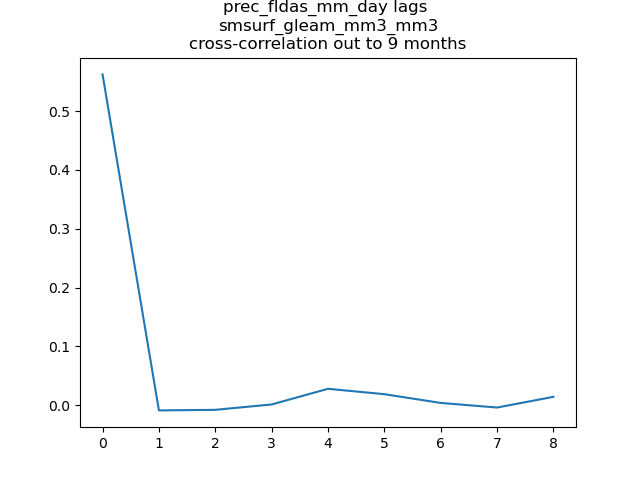 prec_fldas_mm_day lags
smsurf_gleam_mm3_mm3
cross-correlation out to 9 months
0.5
0.4
0.3
0.2
0.1
0.0
0 1 2 3 4 5 6 7 8